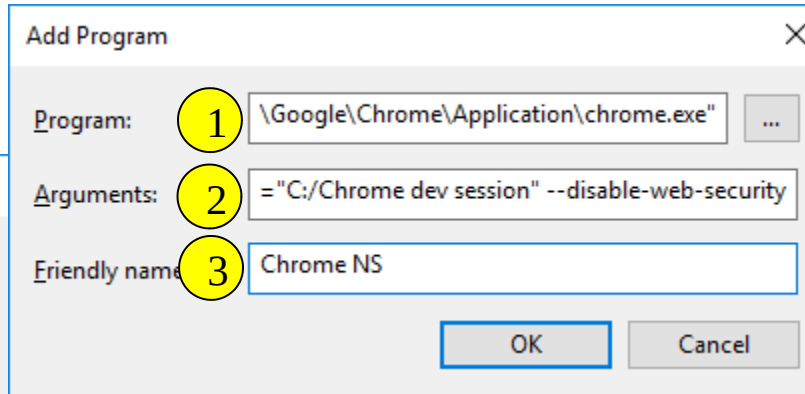 Add Program
Program: 1 \Google\Chrome\Application\chrome.exe" ...
Arguments: 2 ="C:/Chrome dev session" --disable-web-security
Friendly name 3 Chrome NS
OK Cancel